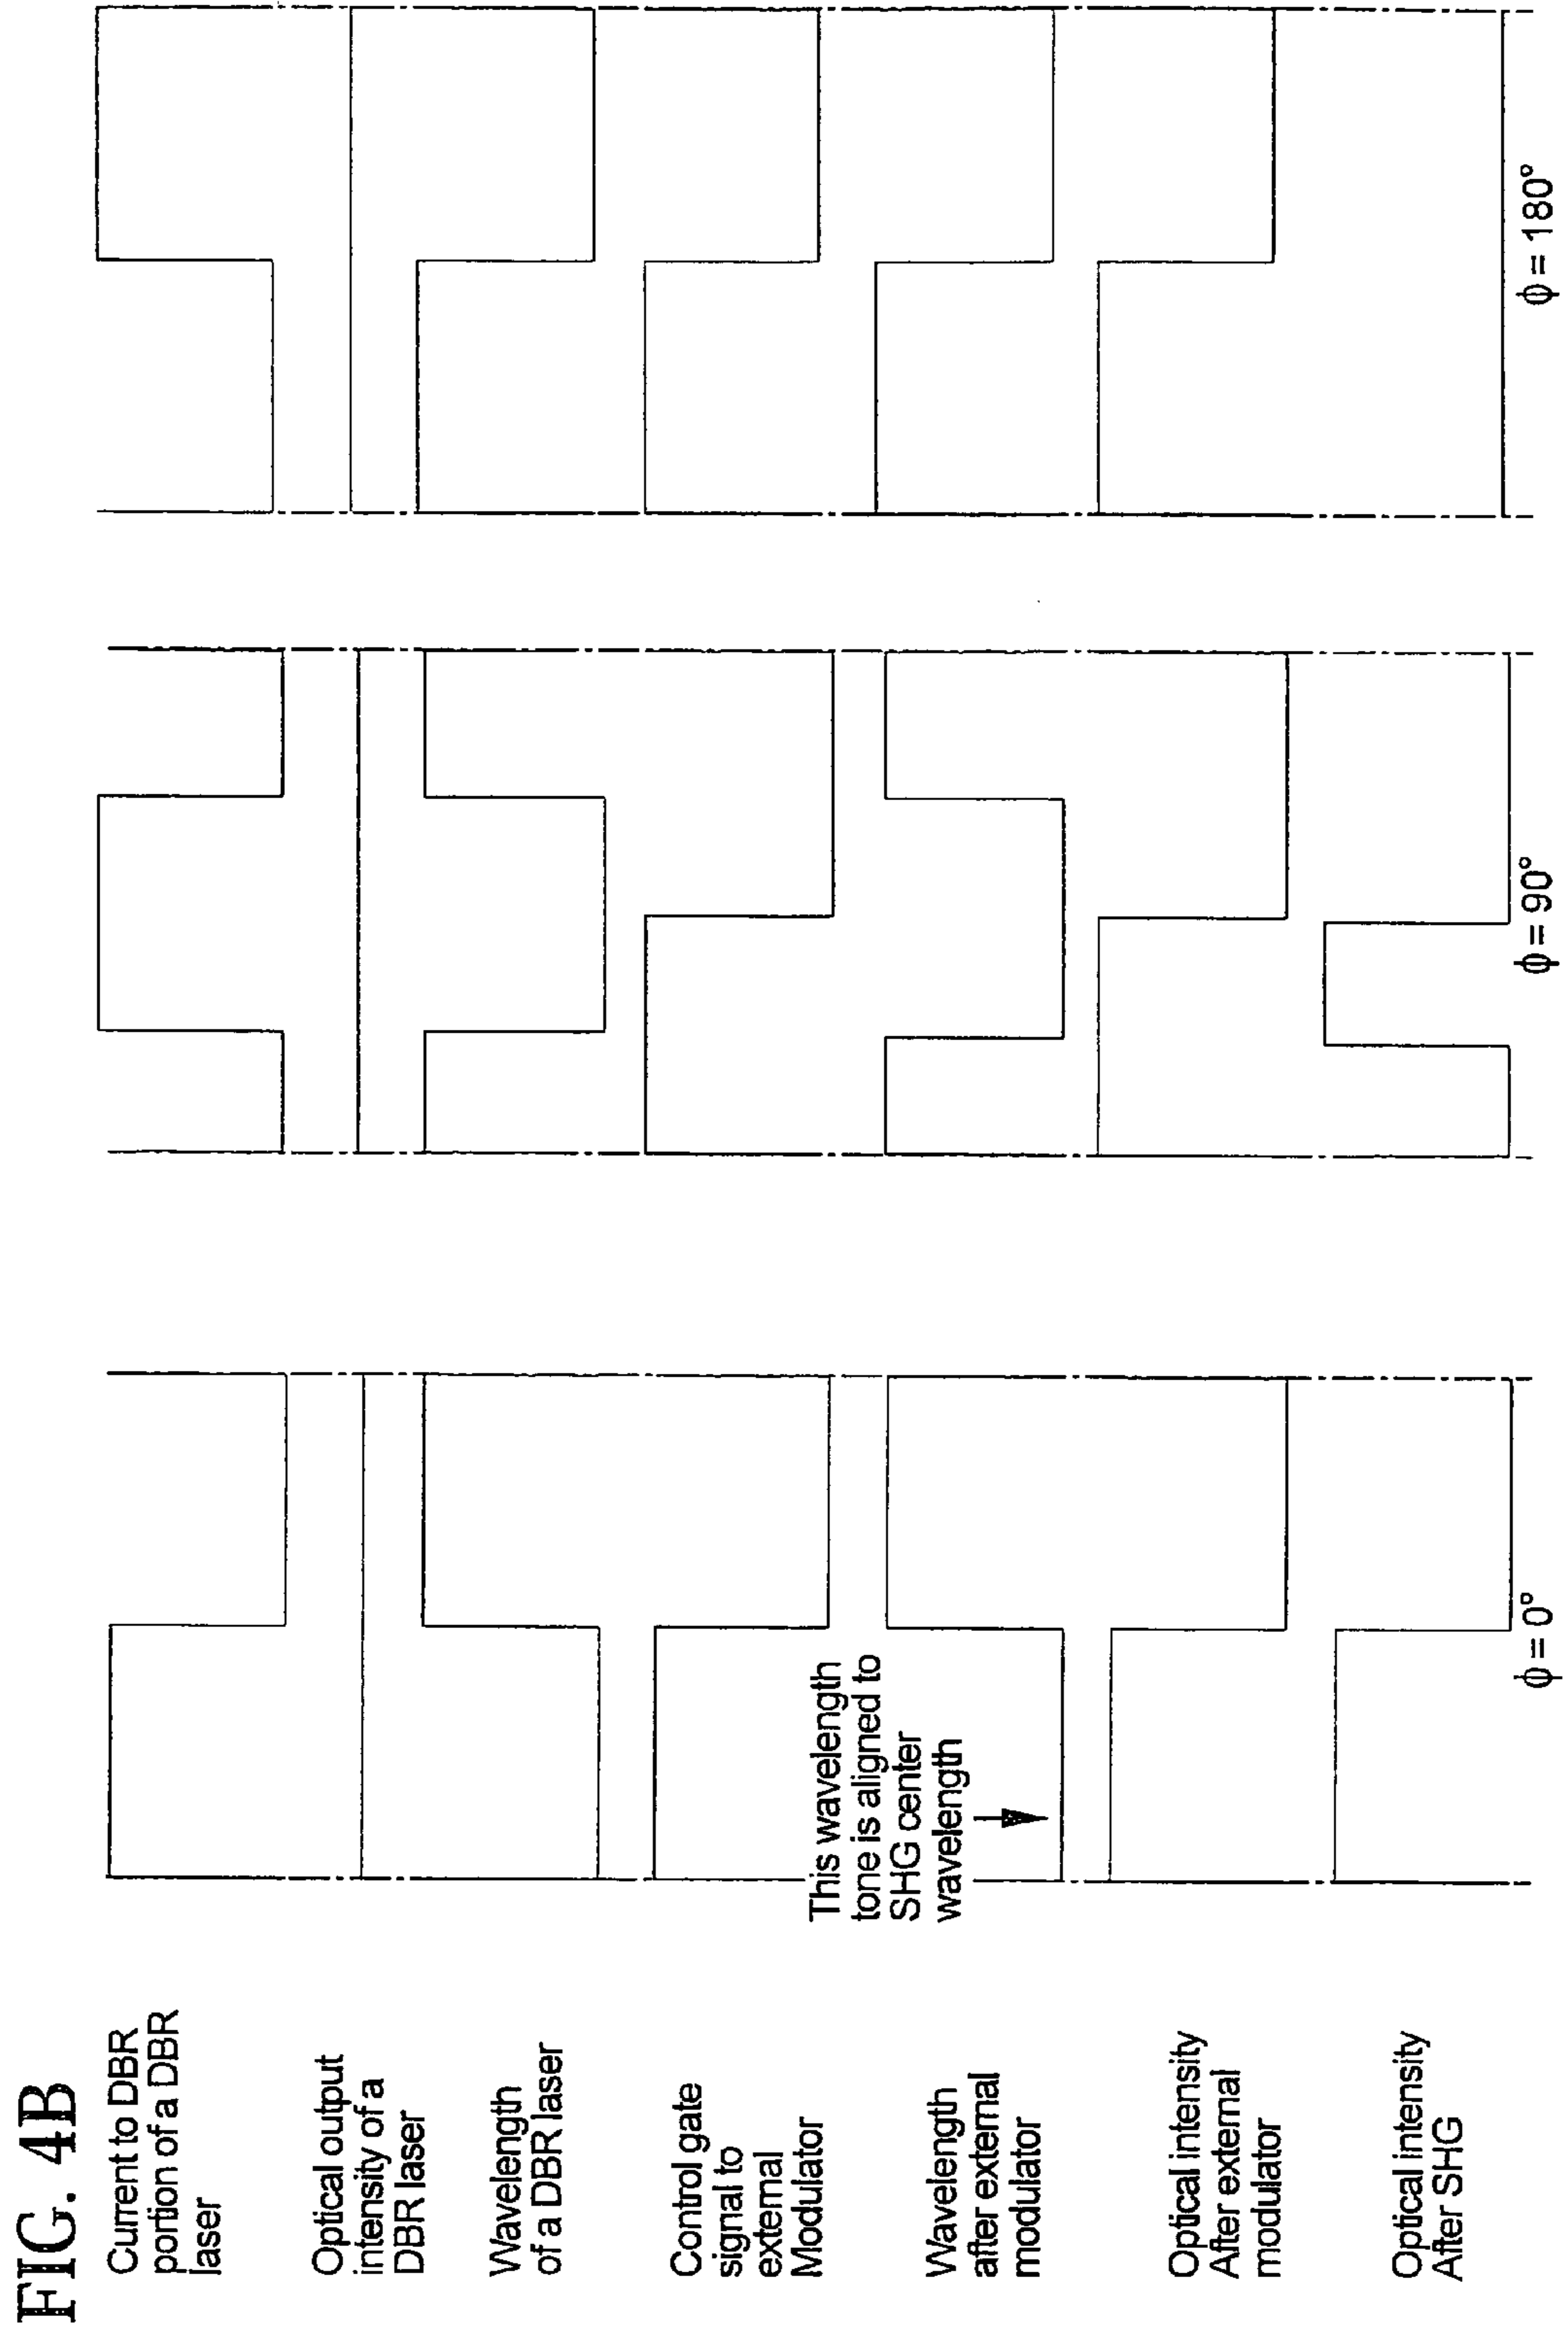 FIG. 4B
Current to DBR
portion of a DBR
laser
Optical output
intensity of a
DBR laser
Wavelength
of a DBR laser
Control gate
signal to
external
Modulator
This wavelength
tone is aligned to
SHG center
wavelength
Wavelength
after external
modulator
Optical intensity
After external
modulator
Optical intensity
After SHG
ϕ = 0°
ϕ = 90°
ϕ = 180°